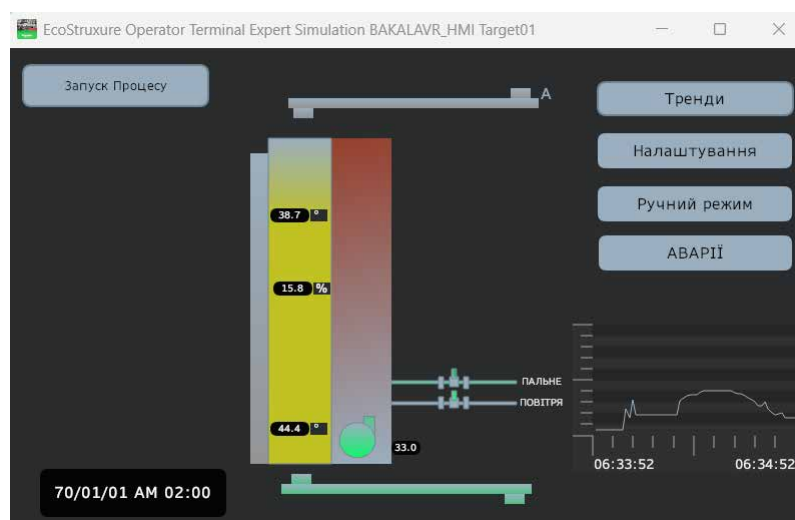 EcoStruxure Operator Terminal Expert Simulation BAKALAVR_HMI Target01
Запуск Процесу
A
Тренди
Налаштування
Ручний режим
АВАРІЇ
38.7 °
15.8 %
ПАЛЬНЕ
ПОВІТРЯ
44.4 °
33.0
06:33:52 06:34:52
70/01/01 AM 02:00